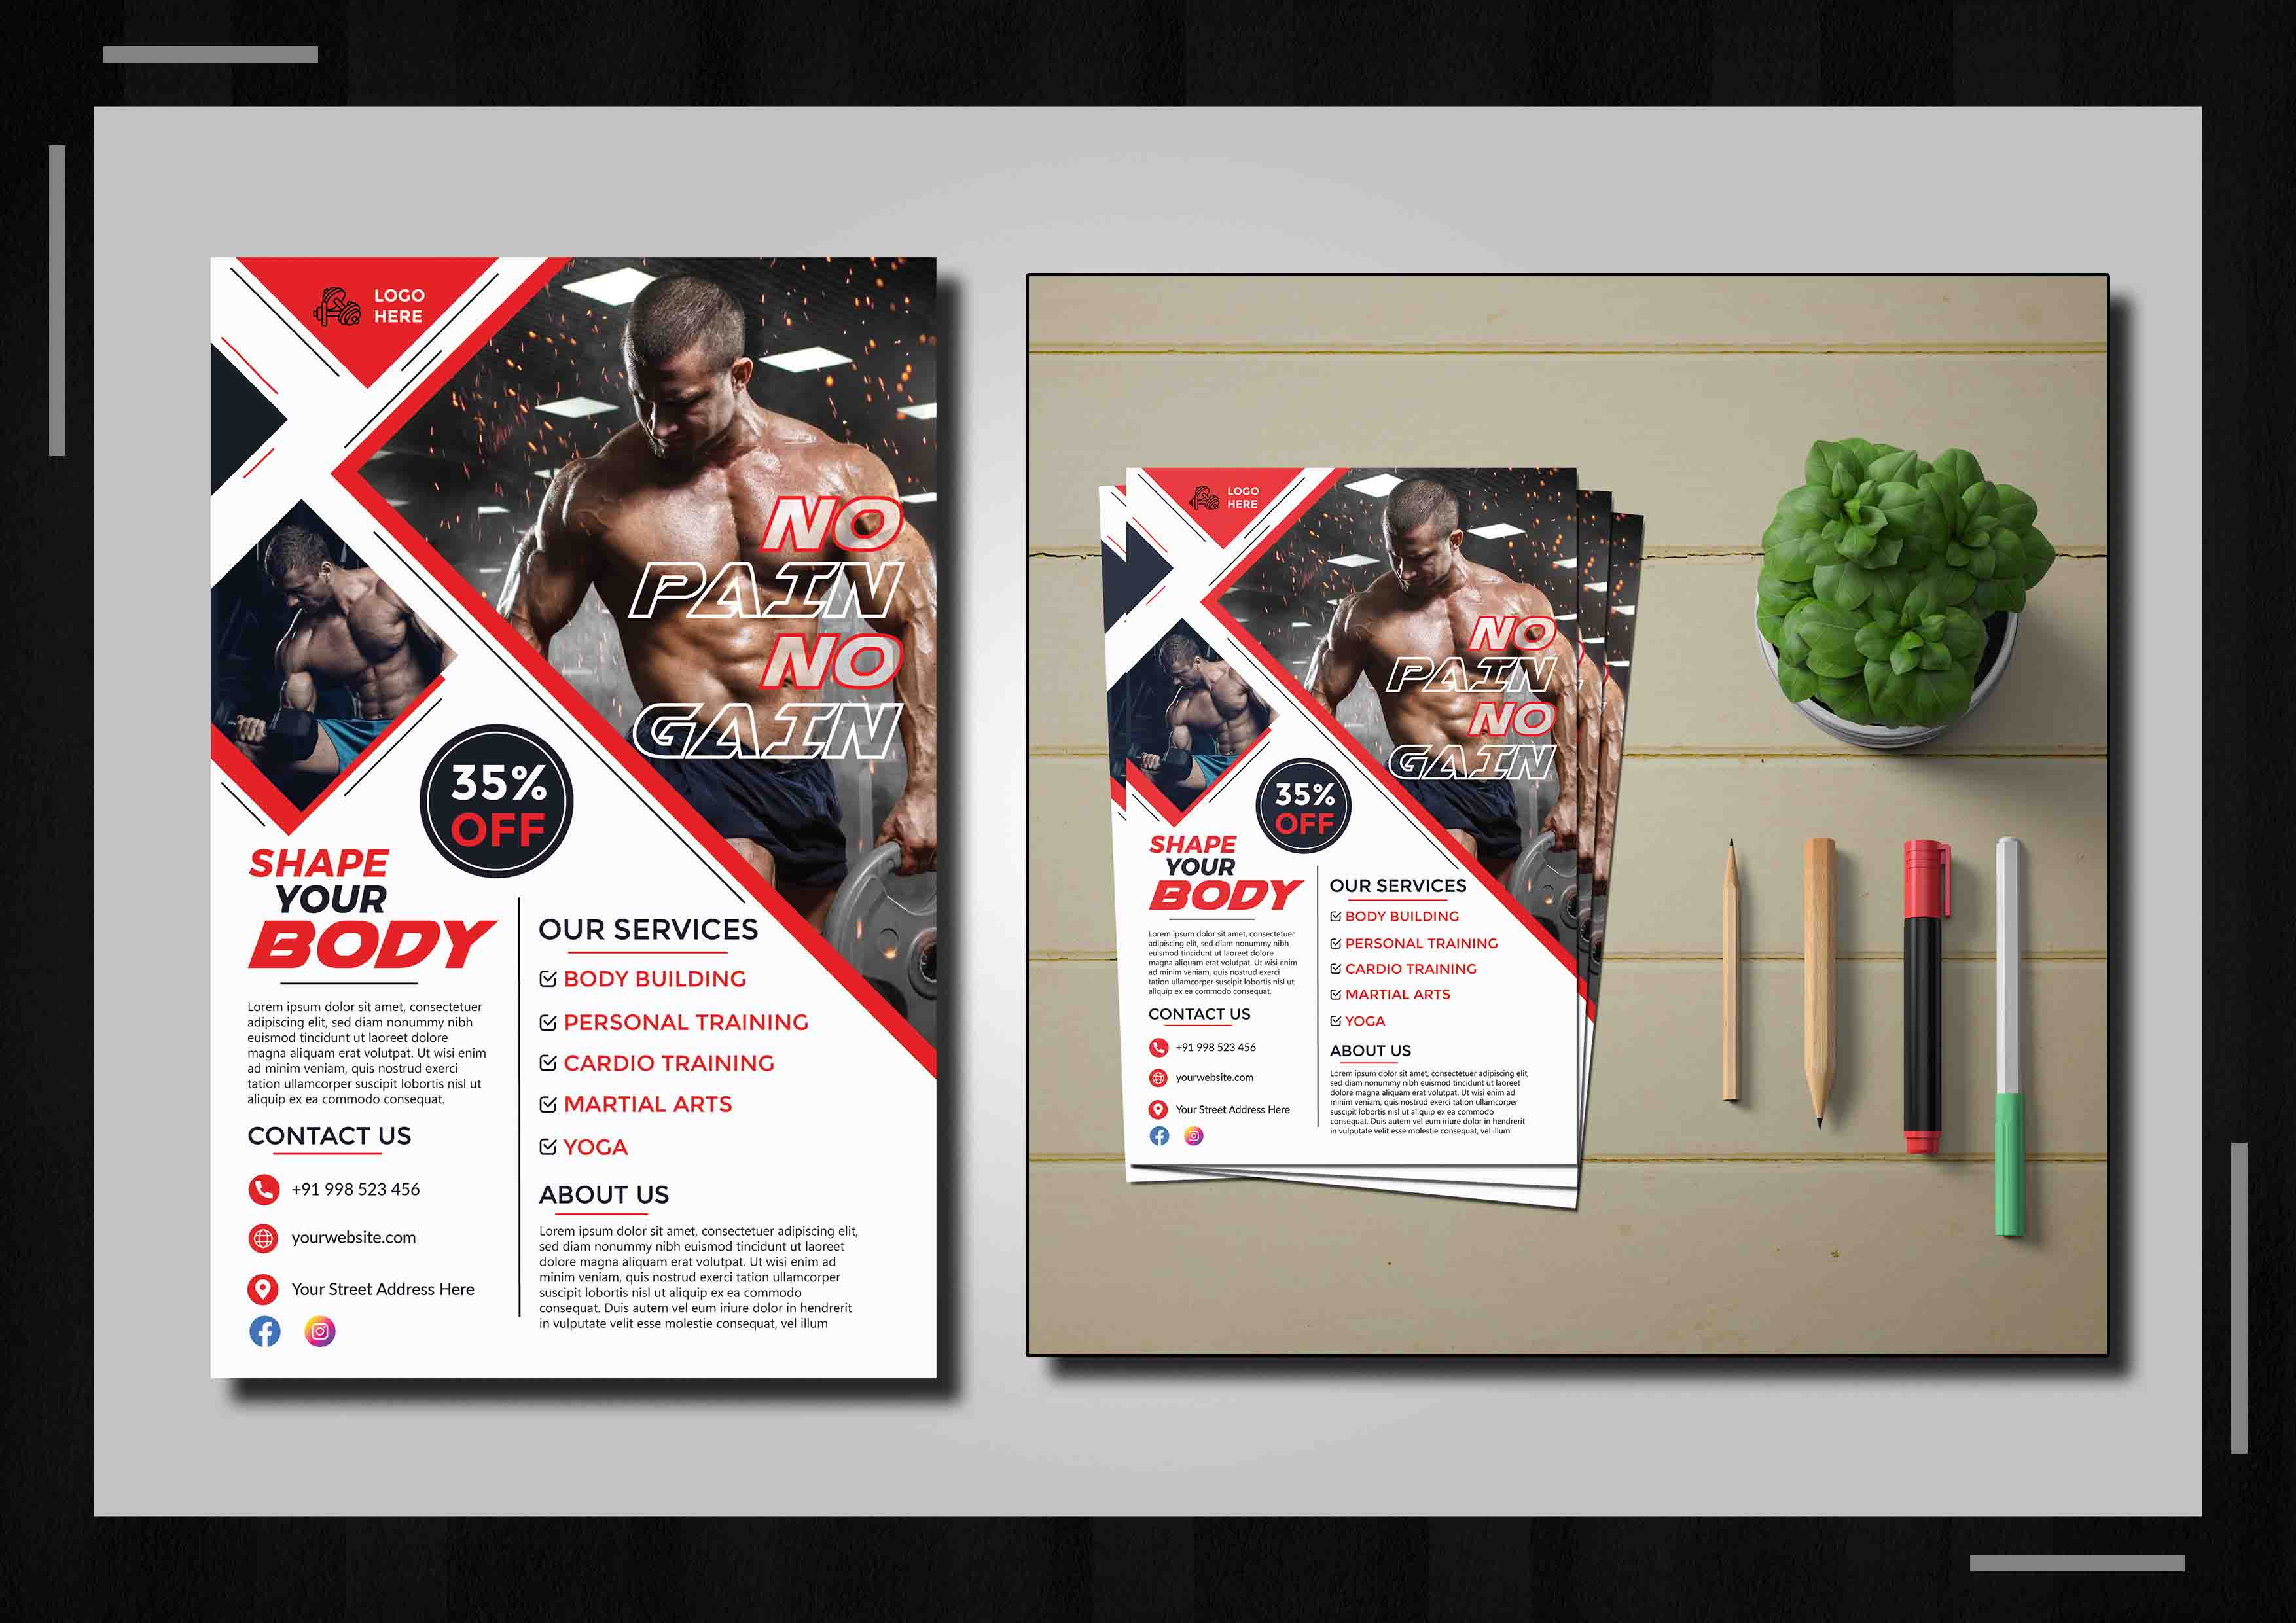 LOGO
HERE
NO
PAIN
NO
GAIN
35%
OFF
SHAPE
YOUR
BODY
Lorem ipsum dolor sit amet, consectetuer
adipiscing elit, sed diam nonummy nibh
euismod tincidunt ut laoreet dolore
magna aliquam erat volutpat. Ut wisi enim
ad minim veniam, quis nostrud exerci
tation ullamcorper suscipit lobortis nisl ut
aliquip ex ea commodo consequat.
CONTACT US
+91 998 523 456
yourwebsite.com
Your Street Address Here
OUR SERVICES
BODY BUILDING
PERSONAL TRAINING
CARDIO TRAINING
MARTIAL ARTS
YOGA
ABOUT US
Lorem ipsum dolor sit amet, consectetuer adipiscing elit,
sed diam nonummy nibh euismod tincidunt ut laoreet
dolore magna aliquam erat volutpat. Ut wisi enim ad
minim veniam, quis nostrud exerci tation ullamcorper
suscipit lobortis nisl ut aliquip ex ea commodo
consequat. Duis autem vel eum iriure dolor in hendrerit
in vulputate velit esse molestie consequat, vel illum
LOGO
HERE
NO
PAIN
NO
GAIN
35%
OFF
SHAPE
YOUR
BODY
Lorem ipsum dolor sit amet, consectetuer
adipiscing elit, sed diam nonummy nibh
euismod tincidunt ut laoreet dolore
magna aliquam erat volutpat. Ut wisi enim
ad minim veniam, quis nostrud exerci
tation ullamcorper suscipit lobortis nisl ut
aliquip ex ea commodo consequat.
CONTACT US
+91 998 523 456
yourwebsite.com
Your Street Address Here
OUR SERVICES
BODY BUILDING
PERSONAL TRAINING
CARDIO TRAINING
MARTIAL ARTS
YOGA
ABOUT US
Lorem ipsum dolor sit amet, consectetuer adipiscing elit,
sed diam nonummy nibh euismod tincidunt ut laoreet
dolore magna aliquam erat volutpat. Ut wisi enim ad
minim veniam, quis nostrud exerci tation ullamcorper
suscipit lobortis nisl ut aliquip ex ea commodo
consequat. Duis autem vel eum iriure dolor in hendrerit
in vulputate velit esse molestie consequat, vel illum